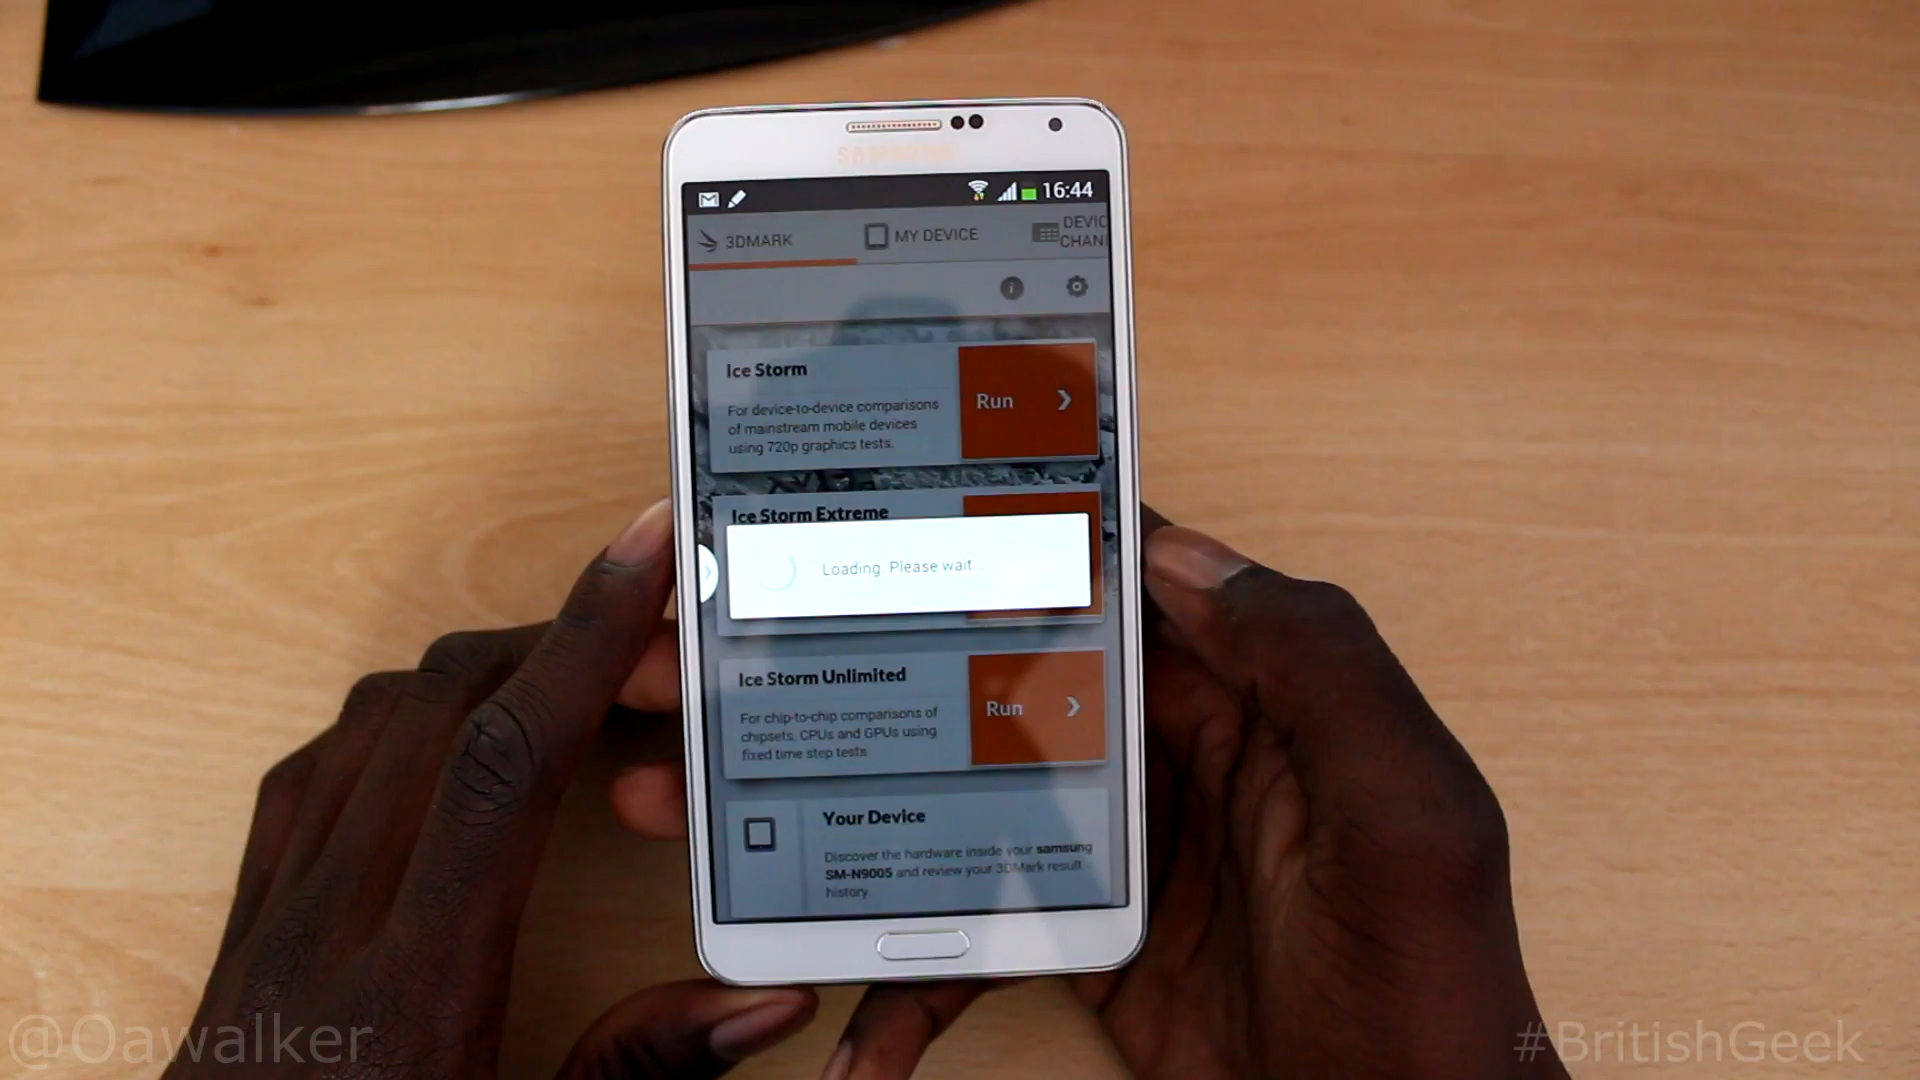 SAMSUNG
16:44
3DMARK
MY DEVICE
DEVIC
CHAN
Ice Storm
For device-to-device comparisons
of mainstream mobile devices
using 720p graphics tests.
Run
Ice Storm Extreme
Loading. Please wait...
Ice Storm Unlimited
For chip-to-chip comparisons of
chipsets, CPUs and GPUs using
fixed time step tests.
Run
Your Device
Discover the hardware inside your samsung
SM-N9005 and review your 3DMark result
history.
@Oawalker
#BritishGeek